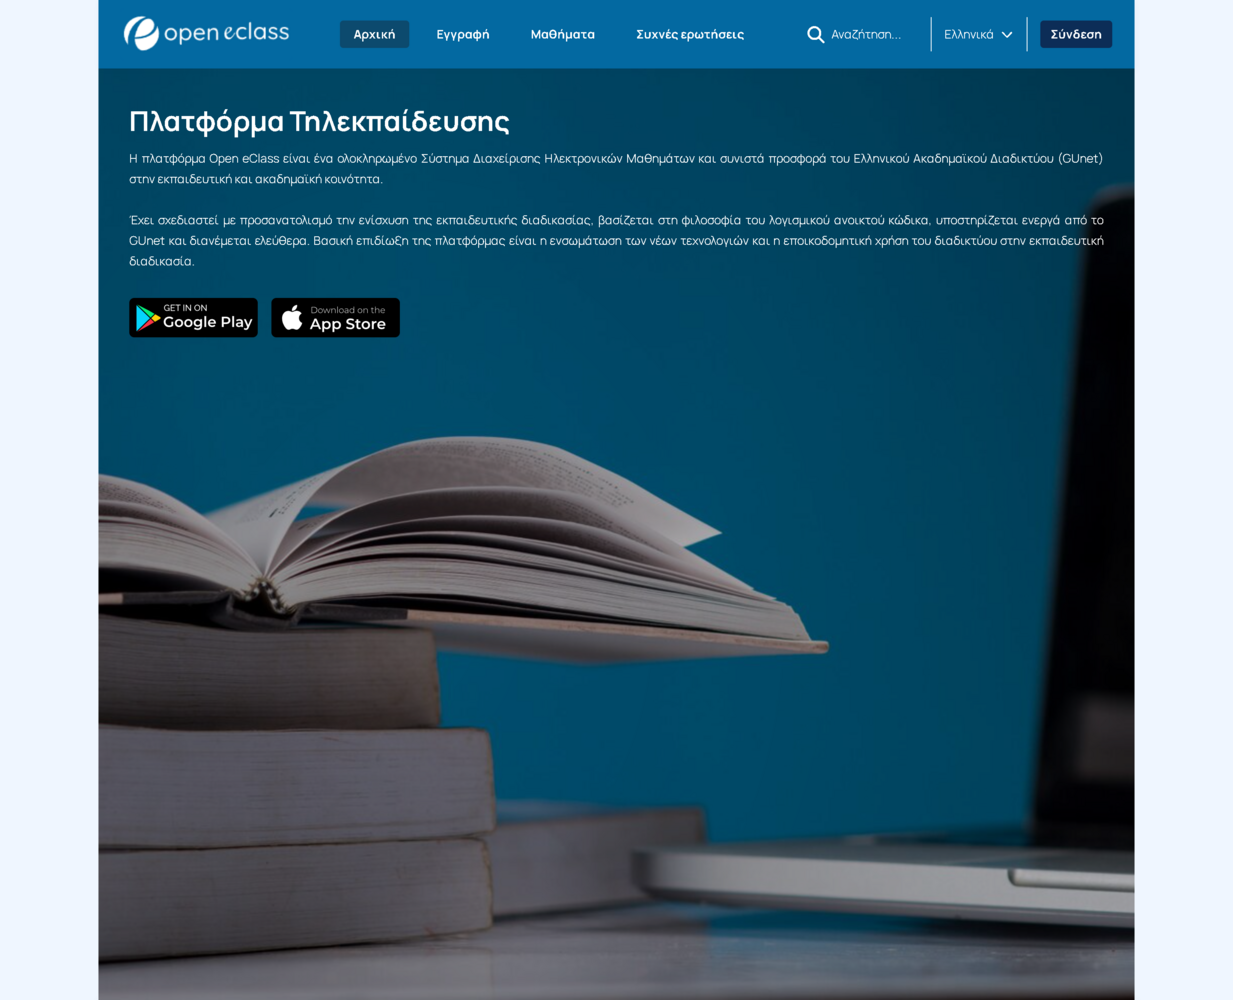 open eclass
Αρχική
Εγγραφή
Μαθήματα
Συχνές ερωτήσεις
Αναζήτηση...
Ελληνικά
Σύνδεση
Πλατφόρμα Τηλεκπαίδευσης
Η πλατφόρμα Open eClass είναι ένα ολοκληρωμένο Σύστημα Διαχείρισης Ηλεκτρονικών Μαθημάτων και συνιστά προσφορά του Ελληνικού Ακαδημαϊκού Διαδικτύου (GUnet)
στην εκπαιδευτική και ακαδημαϊκή κοινότητα.
Έχει σχεδιαστεί με προσανατολισμό την ενίσχυση της εκπαιδευτικής διαδικασίας, βασίζεται στη φιλοσοφία του λογισμικού ανοικτού κώδικα, υποστηρίζεται ενεργά από το
GUnet και διανέμεται ελεύθερα. Βασική επιδίωξη της πλατφόρμας είναι η ενσωμάτωση των νέων τεχνολογιών και η εποικοδομητική χρήση του διαδικτύου στην εκπαιδευτική
διαδικασία.
GET IN ON
Google Play
Download on the
App Store